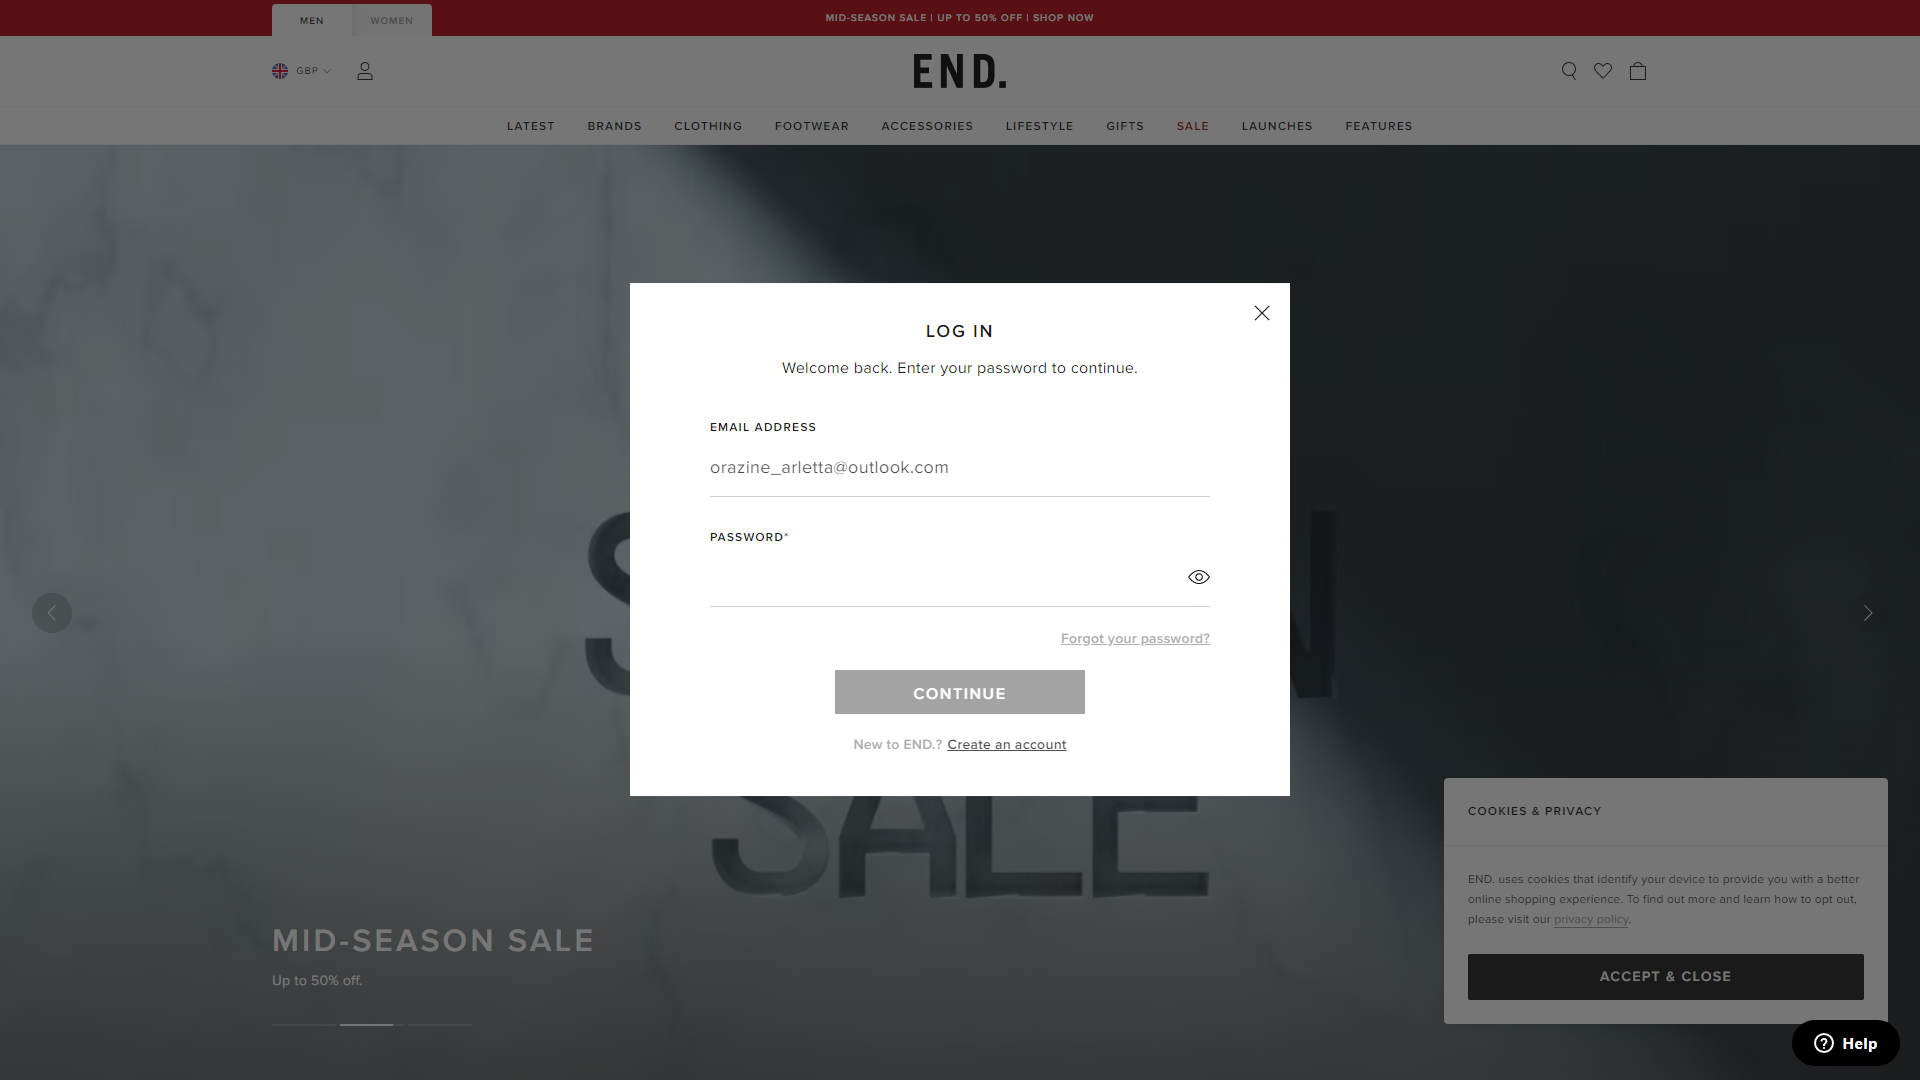 MEN
WOMEN
MID-SEASON SALE | UP TO 50% OFF | SHOP NOW
GBP
END.
LATEST
BRANDS
CLOTHING
FOOTWEAR
ACCESSORIES
LIFESTYLE
GIFTS
SALE
LAUNCHES
FEATURES
LOG IN
Welcome back. Enter your password to continue.
EMAIL ADDRESS
orazine_arletta@outlook.com
PASSWORD*
Forgot your password?
CONTINUE
New to END.? Create an account
SALE
MID-SEASON SALE
Up to 50% off.
COOKIES & PRIVACY
END. uses cookies that identify your device to provide you with a better
online shopping experience. To find out more and learn how to opt out,
please visit our privacy policy.
ACCEPT & CLOSE
Help